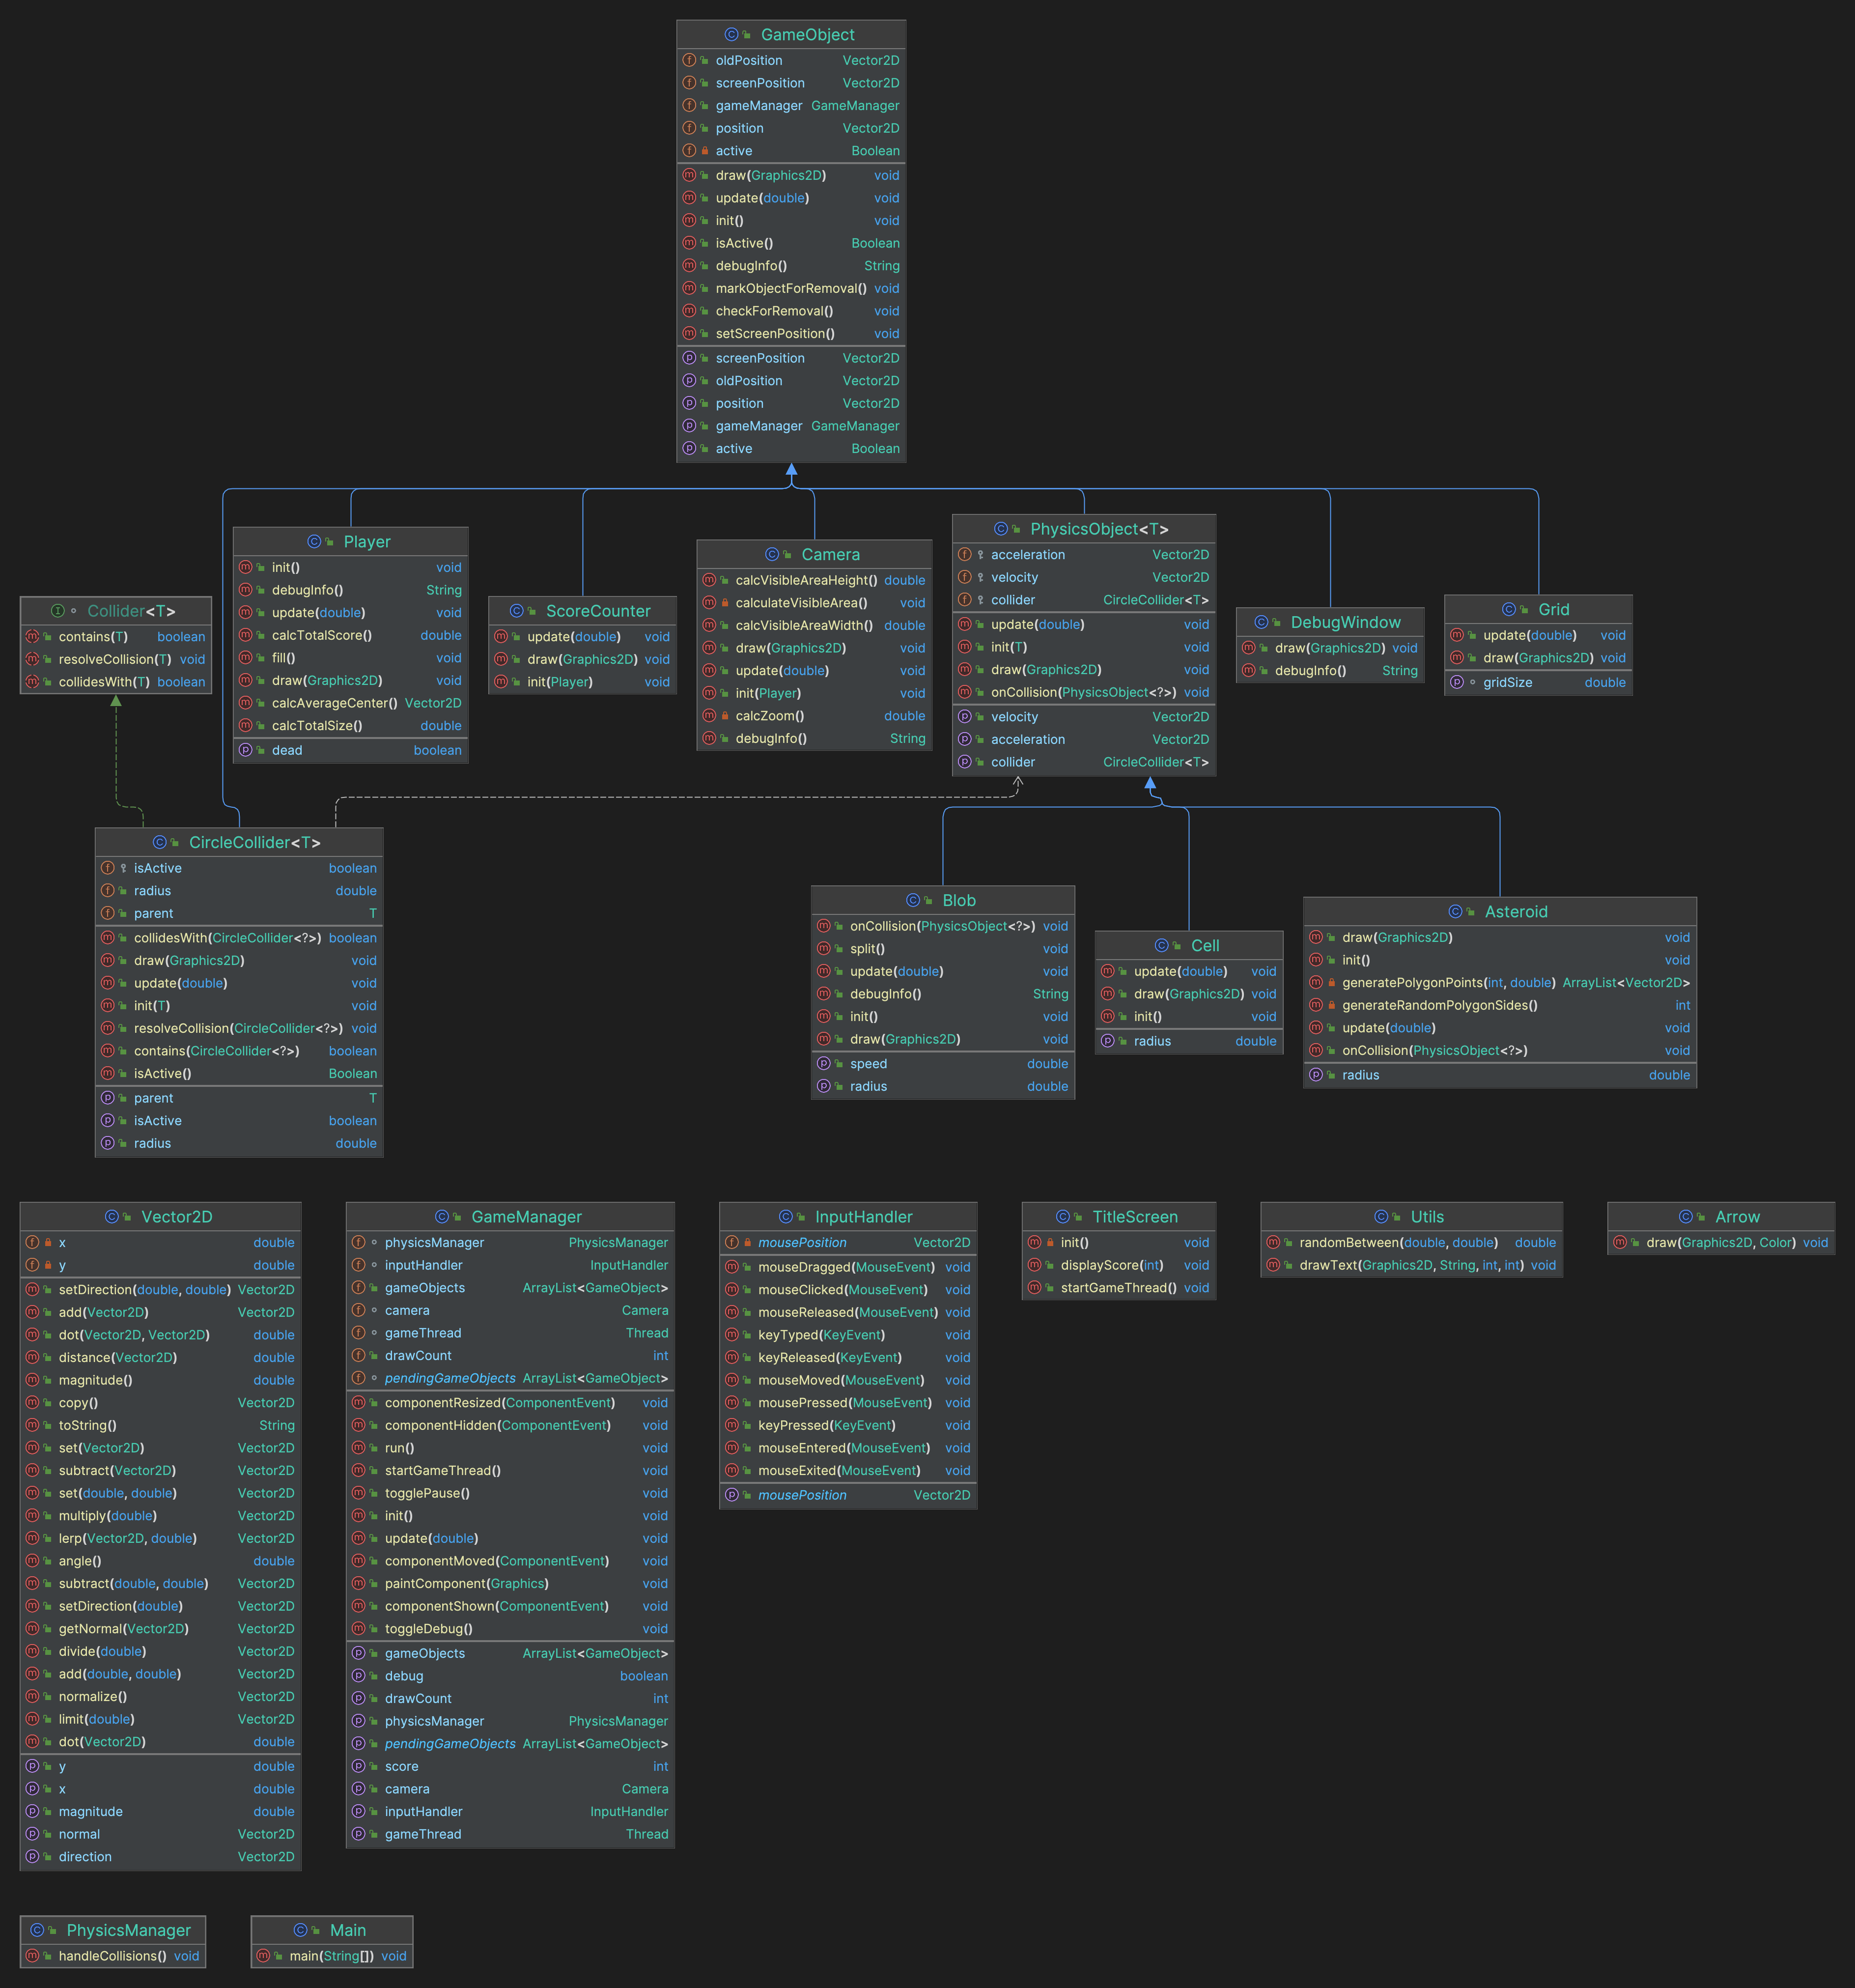 GameObject
oldPosition Vector2D
screenPosition Vector2D
gameManager GameManager
position Vector2D
active Boolean
draw(Graphics2D) void
update(double) void
init() void
isActive() Boolean
debugInfo() String
markObjectForRemoval() void
checkForRemoval() void
setScreenPosition() void
screenPosition Vector2D
oldPosition Vector2D
position Vector2D
gameManager GameManager
active Boolean
Collider<T>
contains(T) boolean
resolveCollision(T) void
collidesWith(T) boolean
Player
init() void
debugInfo() String
update(double) void
calcTotalScore() double
fill() void
draw(Graphics2D) void
calcAverageCenter() Vector2D
calcTotalSize() double
dead boolean
ScoreCounter
update(double) void
draw(Graphics2D) void
init(Player) void
Camera
calcVisibleAreaHeight() double
calculateVisibleArea() void
calcVisibleAreaWidth() double
draw(Graphics2D) void
update(double) void
init(Player) void
calcZoom() double
debugInfo() String
PhysicsObject<T>
acceleration Vector2D
velocity Vector2D
collider CircleCollider<T>
update(double) void
init(T) void
draw(Graphics2D) void
onCollision(PhysicsObject<?>) void
velocity Vector2D
acceleration Vector2D
collider CircleCollider<T>
DebugWindow
draw(Graphics2D) void
debugInfo() String
Grid
update(double) void
draw(Graphics2D) void
gridSize double
CircleCollider<T>
isActive boolean
radius double
parent T
collidesWith(CircleCollider<?>) boolean
draw(Graphics2D) void
update(double) void
init(T) void
resolveCollision(CircleCollider<?>) void
contains(CircleCollider<?>) boolean
isActive() Boolean
parent T
isActive boolean
radius double
Blob
onCollision(PhysicsObject<?>) void
split() void
update(double) void
debugInfo() String
init() void
draw(Graphics2D) void
speed double
radius double
Cell
update(double) void
draw(Graphics2D) void
init() void
radius double
Asteroid
draw(Graphics2D) void
init() void
generatePolygonPoints(int, double) ArrayList<Vector2D>
generateRandomPolygonSides() int
update(double) void
onCollision(PhysicsObject<?>) void
radius double
Vector2D
x double
y double
setDirection(double, double) Vector2D
add(Vector2D) Vector2D
dot(Vector2D, Vector2D) double
distance(Vector2D) double
magnitude() double
copy() Vector2D
toString() String
set(Vector2D) Vector2D
subtract(Vector2D) Vector2D
set(double, double) Vector2D
multiply(double) Vector2D
lerp(Vector2D, double) Vector2D
angle() double
subtract(double, double) Vector2D
setDirection(double) Vector2D
getNormal(Vector2D) Vector2D
divide(double) Vector2D
add(double, double) Vector2D
normalize() Vector2D
limit(double) Vector2D
dot(Vector2D) double
y double
x double
magnitude double
normal Vector2D
direction Vector2D
GameManager
physicsManager PhysicsManager
inputHandler InputHandler
gameObjects ArrayList<GameObject>
camera Camera
gameThread Thread
drawCount int
pendingGameObjects ArrayList<GameObject>
componentResized(ComponentEvent) void
componentHidden(ComponentEvent) void
run() void
startGameThread() void
togglePause() void
init() void
update(double) void
componentMoved(ComponentEvent) void
paintComponent(Graphics) void
componentShown(ComponentEvent) void
toggleDebug() void
gameObjects ArrayList<GameObject>
debug boolean
drawCount int
physicsManager PhysicsManager
pendingGameObjects ArrayList<GameObject>
score int
camera Camera
inputHandler InputHandler
gameThread Thread
InputHandler
mousePosition Vector2D
mouseDragged(MouseEvent) void
mouseClicked(MouseEvent) void
mouseReleased(MouseEvent) void
keyTyped(KeyEvent) void
keyReleased(KeyEvent) void
mouseMoved(MouseEvent) void
mousePressed(MouseEvent) void
keyPressed(KeyEvent) void
mouseEntered(MouseEvent) void
mouseExited(MouseEvent) void
mousePosition Vector2D
TitleScreen
init() void
displayScore(int) void
startGameThread() void
Utils
randomBetween(double, double) double
drawText(Graphics2D, String, int, int) void
Arrow
draw(Graphics2D, Color) void
PhysicsManager
handleCollisions() void
Main
main(String[]) void